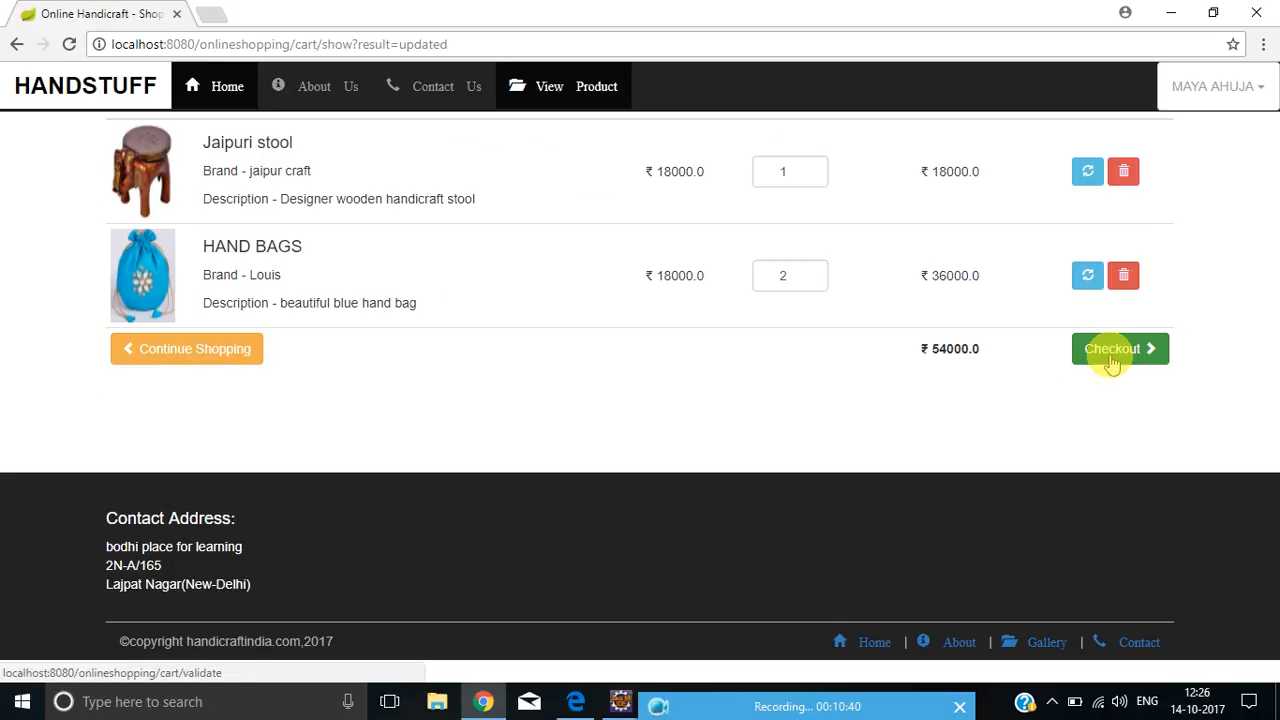 Online Handicraft - Shop
localhost:8080/onlineshopping/cart/show?result=updated
HANDSTUFF Home About Us Contact Us View Product MAYA AHUJA
Jaipuri stool
Brand - jaipur craft
Description - Designer wooden handicraft stool
₹ 18000.0 1 ₹ 18000.0
HAND BAGS
Brand - Louis
Description - beautiful blue hand bag
₹ 18000.0 2 ₹ 36000.0
Continue Shopping ₹ 54000.0 Checkout
Contact Address:
bodhi place for learning
2N-A/165
Lajpat Nagar(New-Delhi)
©copyright handicraftindia.com,2017 Home | About | Gallery | Contact
localhost:8080/onlineshopping/cart/validate
Type here to search
Recording... 00:10:40
ENG
12:26
14-10-2017